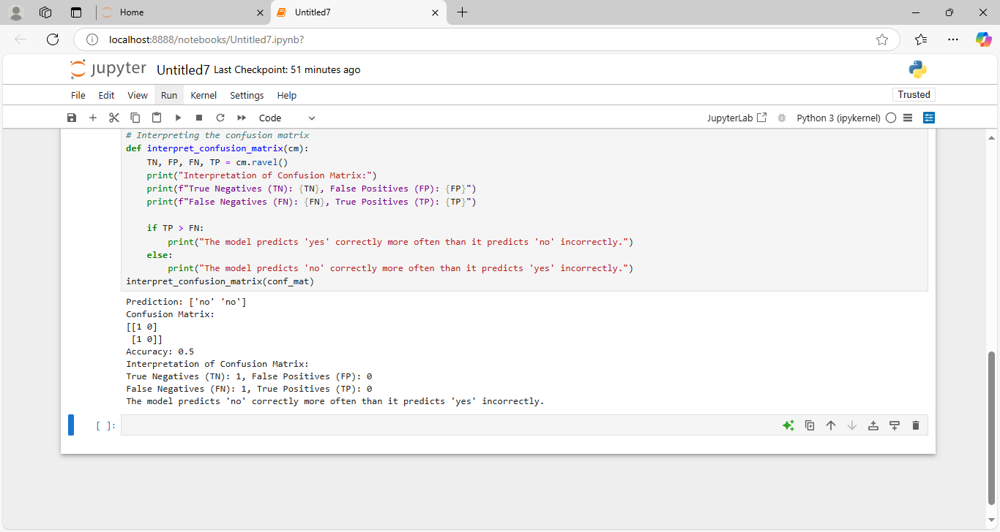 Home
Untitled7
localhost:8888/notebooks/Untitled7.ipynb?
jupyter Untitled7 Last Checkpoint: 51 minutes ago
File Edit View Run Kernel Settings Help
Trusted
Code
JupyterLab
Python 3 (ipykernel)
# Interpreting the confusion matrix
def interpret_confusion_matrix(cm):
    TN, FP, FN, TP = cm.ravel()
    print("Interpretation of Confusion Matrix:")
    print(f"True Negatives (TN): {TN}, False Positives (FP): {FP}")
    print(f"False Negatives (FN): {FN}, True Positives (TP): {TP}")
    if TP > FN:
        print("The model predicts 'yes' correctly more often than it predicts 'no' incorrectly.")
    else:
        print("The model predicts 'no' correctly more often than it predicts 'yes' incorrectly.")
interpret_confusion_matrix(conf_mat)
Prediction: ['no' 'no']
Confusion Matrix:
[[1 0]
 [1 0]]
Accuracy: 0.5
Interpretation of Confusion Matrix:
True Negatives (TN): 1, False Positives (FP): 0
False Negatives (FN): 1, True Positives (TP): 0
The model predicts 'no' correctly more often than it predicts 'yes' incorrectly.
[ ]: